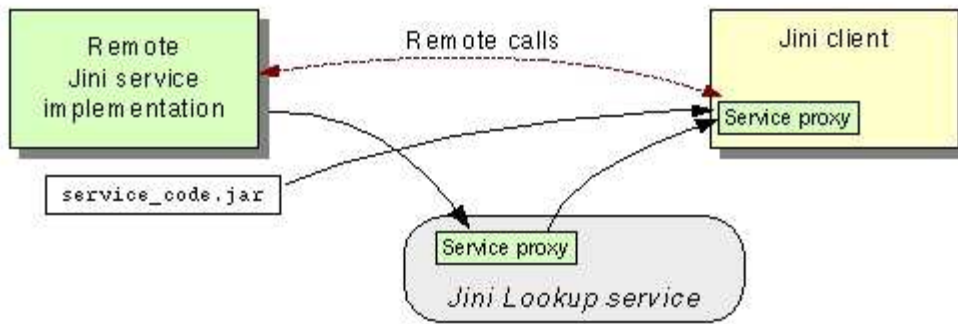 Remote
Jini service
implementation
Remote calls
Jini client
Service proxy
service_code.jar
Service proxy
Jini Lookup service